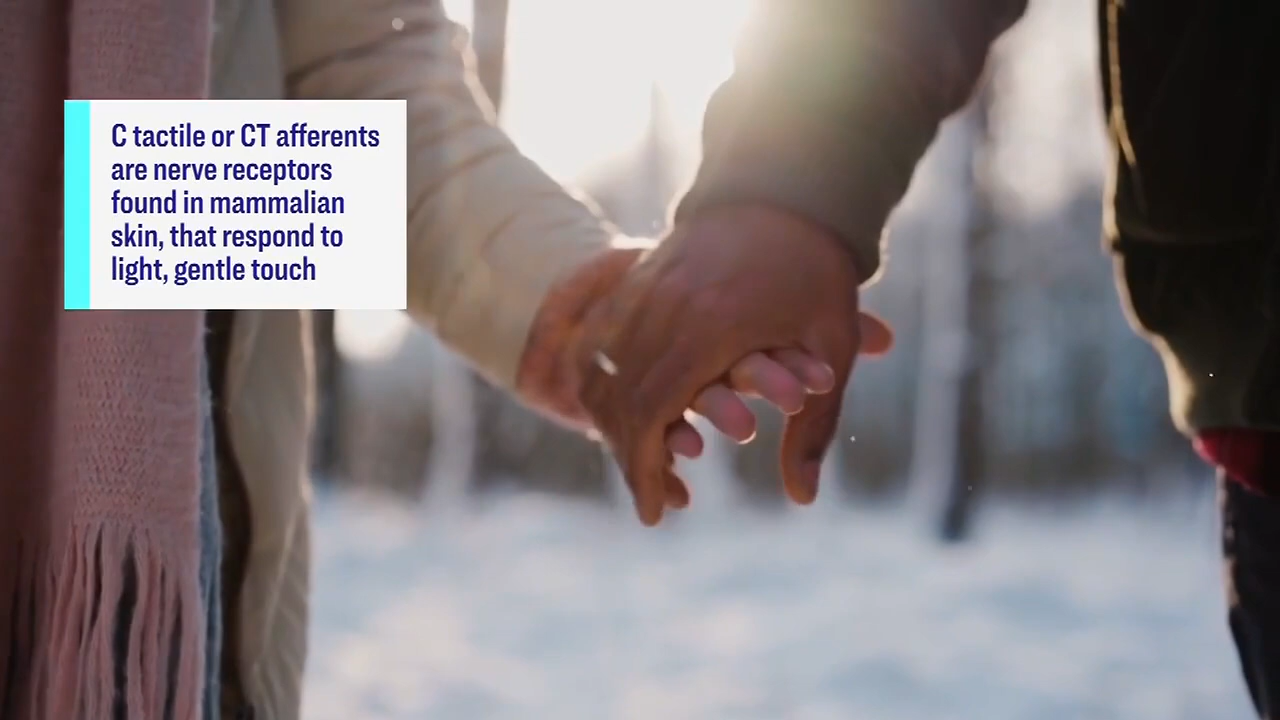 C tactile or CT afferents
are nerve receptors
found in mammalian
skin, that respond to
light, gentle touch